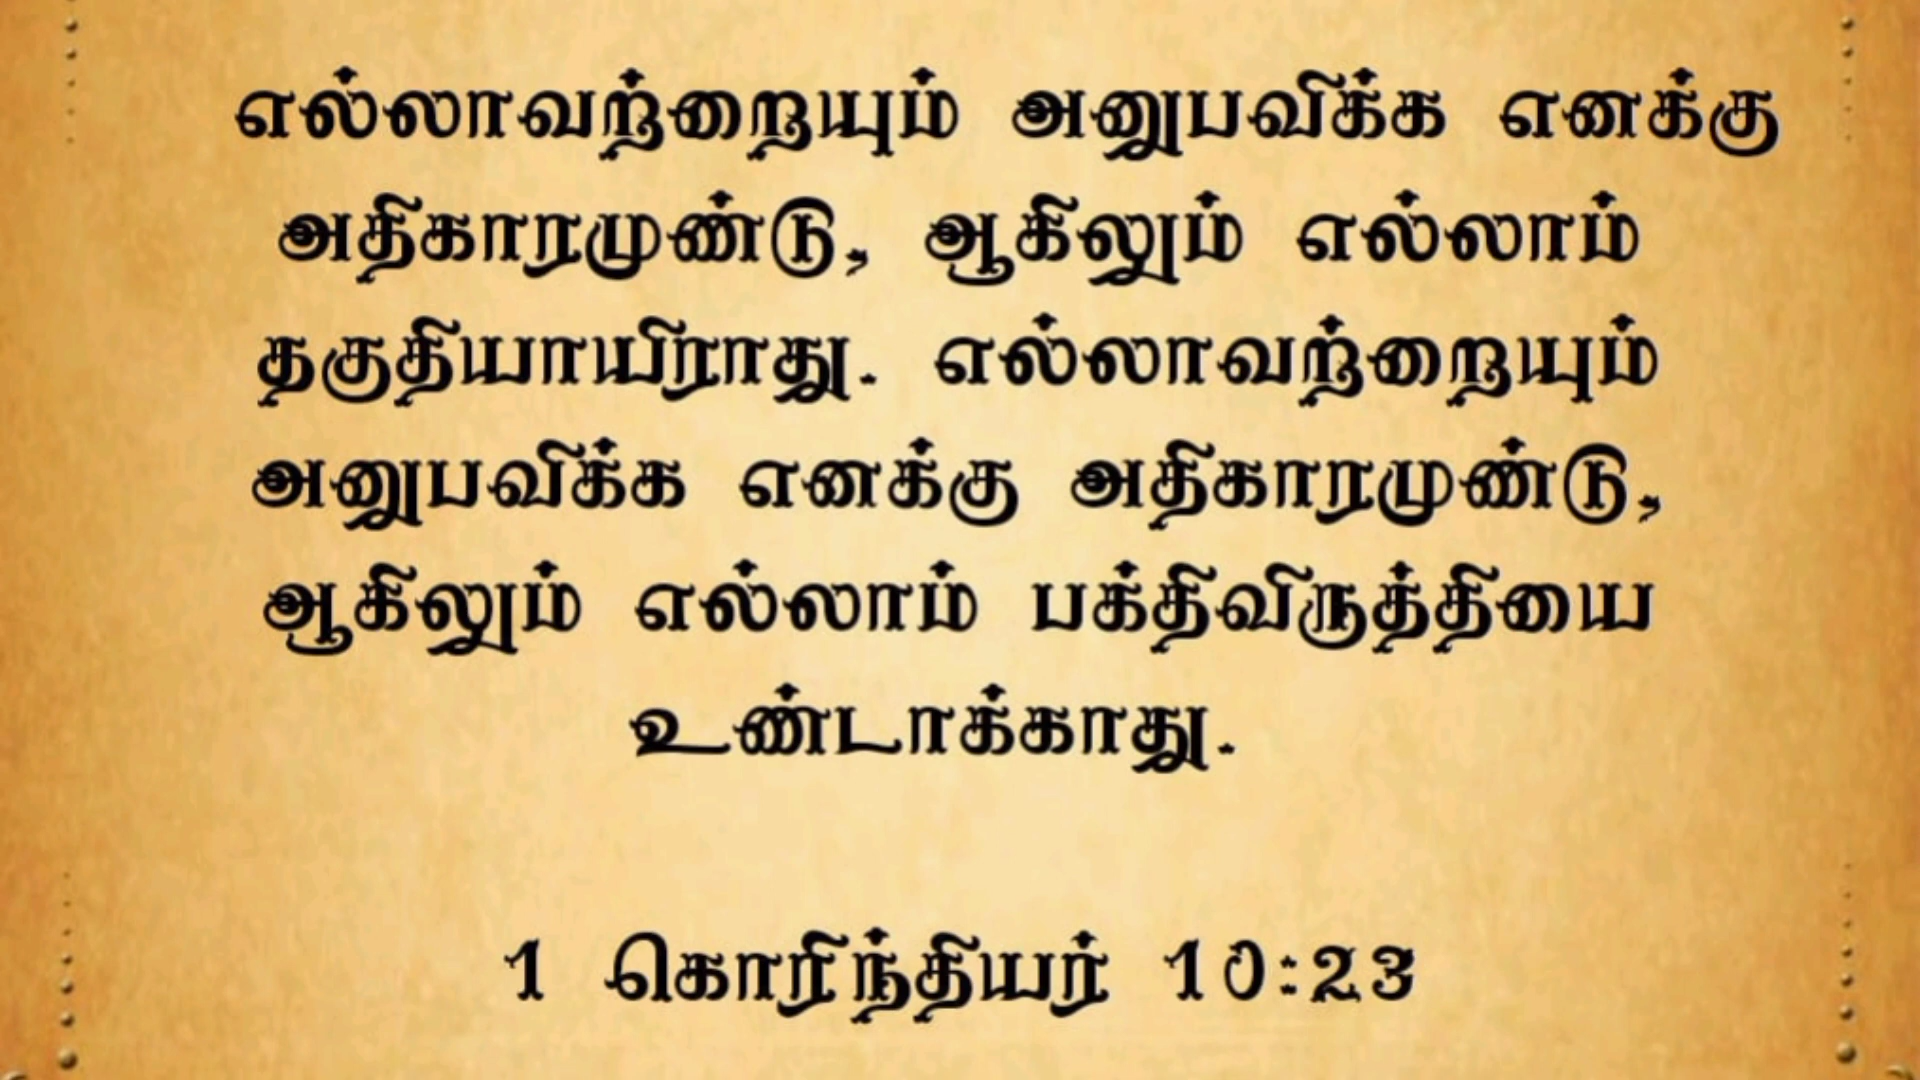 எல்லாவற்றையும் அனுபவிக்க எனக்கு
அதிகாரமுண்டு, ஆகிலும் எல்லாம்
தகுதியாயிராது. எல்லாவற்றையும்
அனுபவிக்க எனக்கு அதிகாரமுண்டு,
ஆகிலும் எல்லாம் பக்திவிருத்தியை
உண்டாக்காது.
1 கொரிந்தியர் 10:23